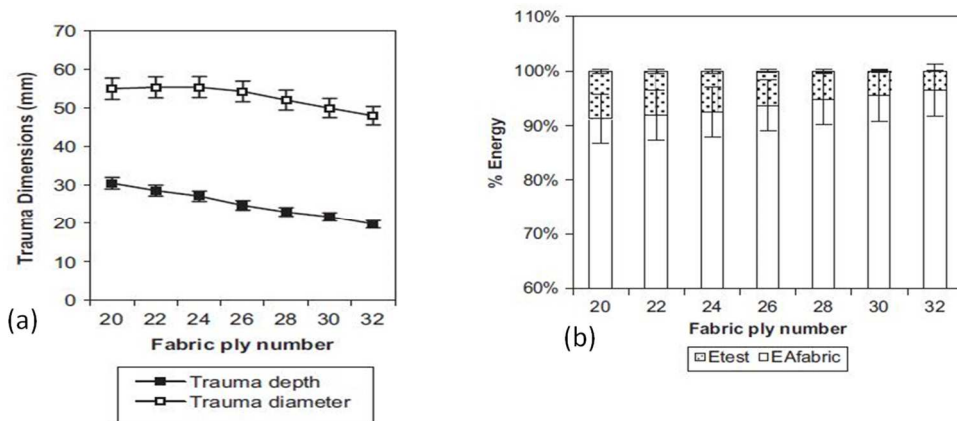 70
60
50
40
30
20
10
0
Trauma Dimensions (mm)
20 22 24 26 28 30 32
Fabric ply number
(a)
Trauma depth
Trauma diameter
110%
100%
90%
80%
70%
60%
% Energy
20 22 24 26 28 30 32
Fabric ply number
(b)
Etest EAfabric